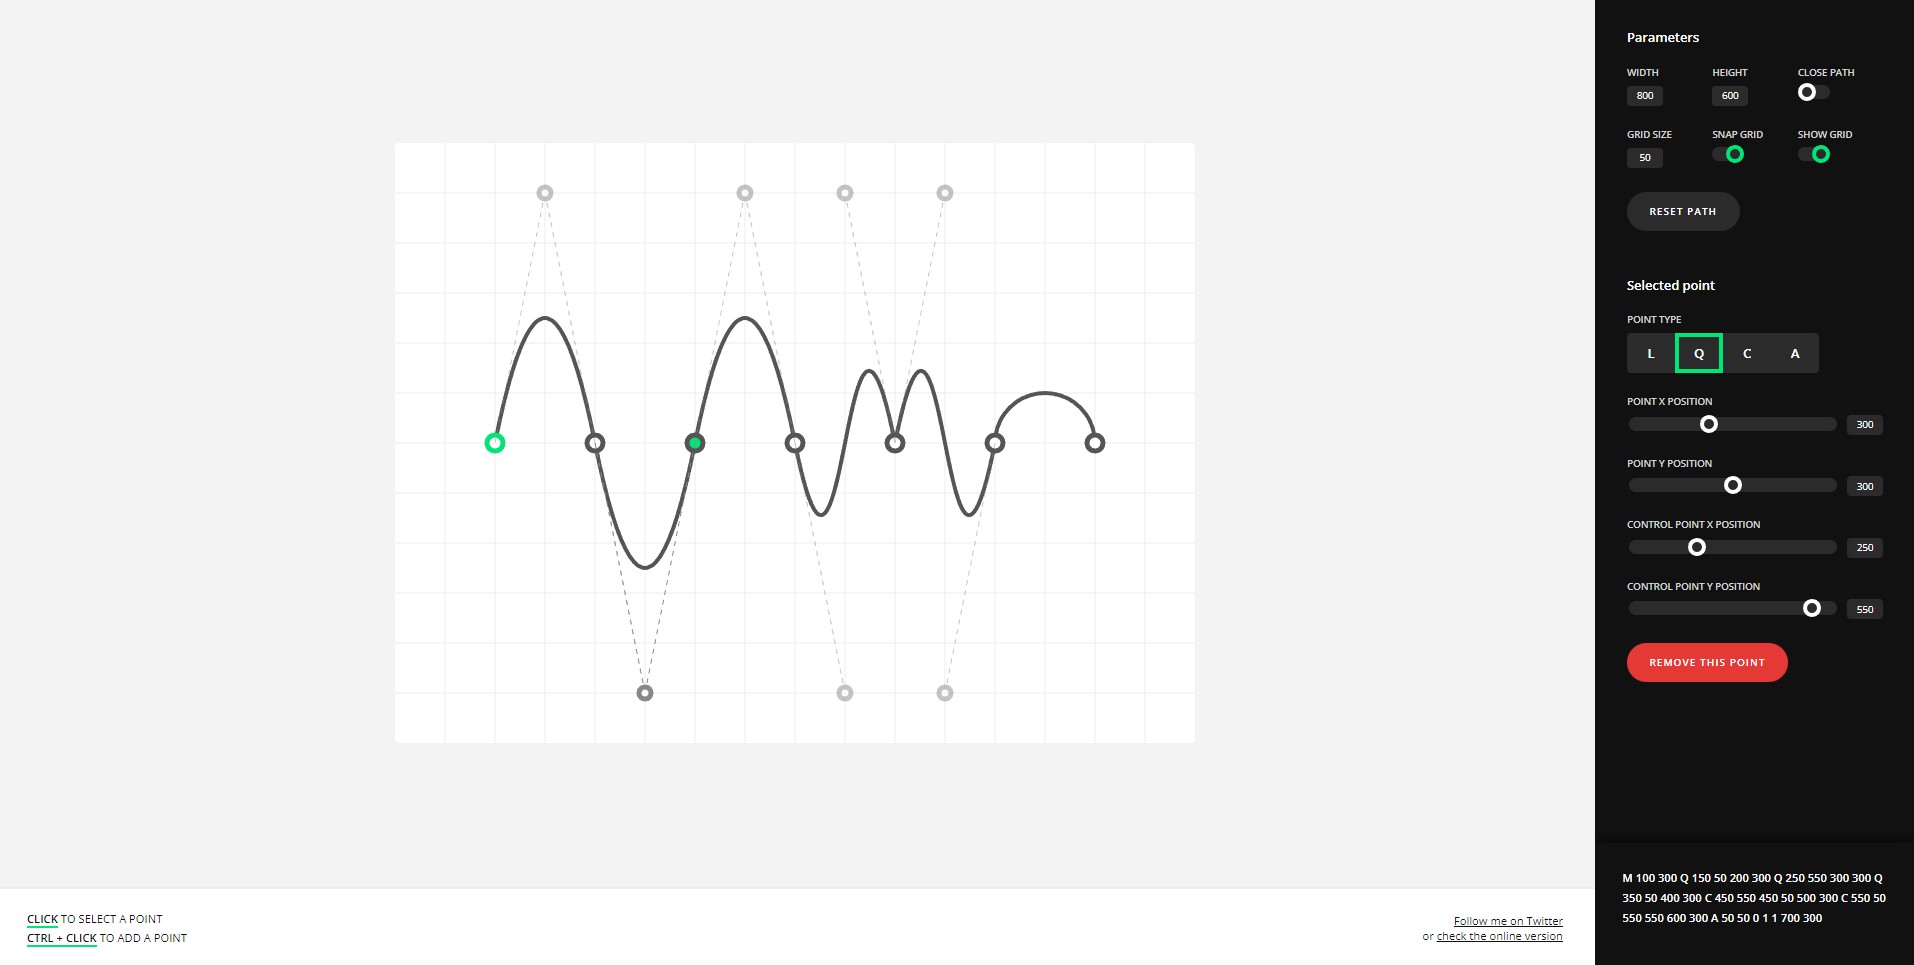 Parameters
WIDTH HEIGHT CLOSE PATH
800 600
GRID SIZE SNAP GRID SHOW GRID
50
RESET PATH
Selected point
POINT TYPE
L Q C A
POINT X POSITION
300
POINT Y POSITION
300
CONTROL POINT X POSITION
250
CONTROL POINT Y POSITION
550
REMOVE THIS POINT
M 100 300 Q 150 50 200 300 Q 250 550 300 300 Q
350 50 400 300 C 450 550 450 50 500 300 C 550 50
550 550 600 300 A 50 50 0 1 1 700 300
CLICK TO SELECT A POINT
CTRL + CLICK TO ADD A POINT
Follow me on Twitter
or check the online version